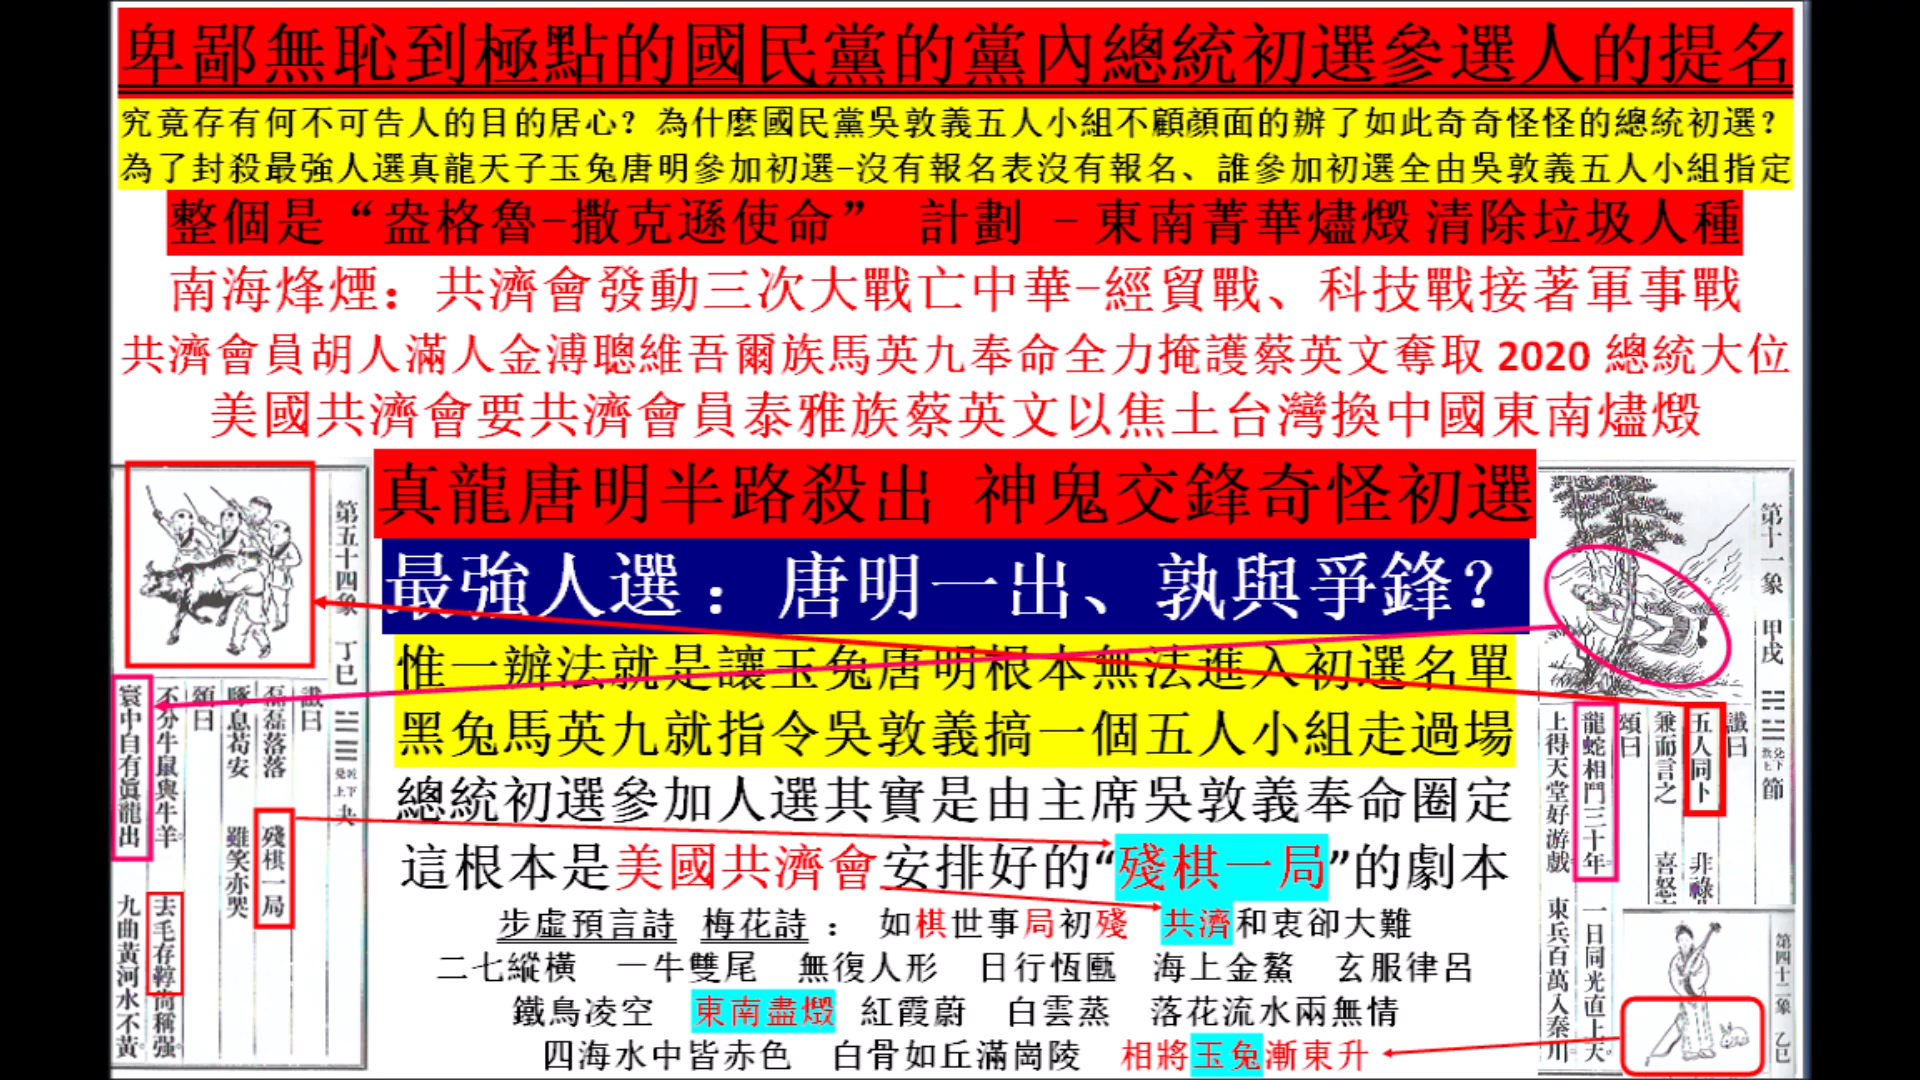 卑鄙無恥到極點的國民黨的黨內總統初選參選人的提名
究竟存有何不可告人的目的居心？為什麼國民黨吳敦義五人小組不顧顏面的辦了如此奇奇怪怪的總統初選？
為了封殺最強人選真龍天子玉兔唐明參加初選-沒有報名表沒有報名、誰參加初選全由吳敦義五人小組指定
整個是“盎格魯-撒克遜使命” 計劃 - 東南菁華燼燬 清除垃圾人種
南海烽煙：共濟會發動三次大戰亡中華-經貿戰、科技戰接著軍事戰
共濟會員胡人滿人金溥聰維吾爾族馬英九奉命全力掩護蔡英文奪取 2020 總統大位
美國共濟會要共濟會員泰雅族蔡英文以焦土台灣換中國東南燼燬
真龍唐明半路殺出 神鬼交鋒奇怪初選
最強人選：唐明一出、孰與爭鋒？
惟一辦法就是讓玉兔唐明根本無法進入初選名單
黑兔馬英九就指令吳敦義搞一個五人小組走過場
總統初選參加人選其實是由主席吳敦義奉命圈定
這根本是美國共濟會安排好的“殘棋一局”的劇本
步虛預言詩 梅花詩： 如棋世事局初殘 共濟和衷卻大難
二七縱橫 一牛雙尾 無復人形 日行恆匭 海上金鰲 玄服律呂
鐵鳥凌空 東南盡燬 紅霞蔚 白雲蒸 落花流水兩無情
四海水中皆赤色 白骨如丘滿崗陵 相將玉兔漸東升
第五十四象 丁巳
兌上乾下 夬
讖曰
磊磊落落 殘棋一局
啄息苟安 雖笑亦哭
頌曰
不分牛鼠與牛羊 去毛存鞟尚稱强
寰中自有真龍出 九曲黃河水不黃
第十一象 甲戌
節
讖曰
五人同卜 非祿
兼而言之 喜怒
頌曰
龍蛇相鬥三十年 一日同光直上天
上得天堂好游戲 東兵百萬入秦川
第四十二象 乙巳